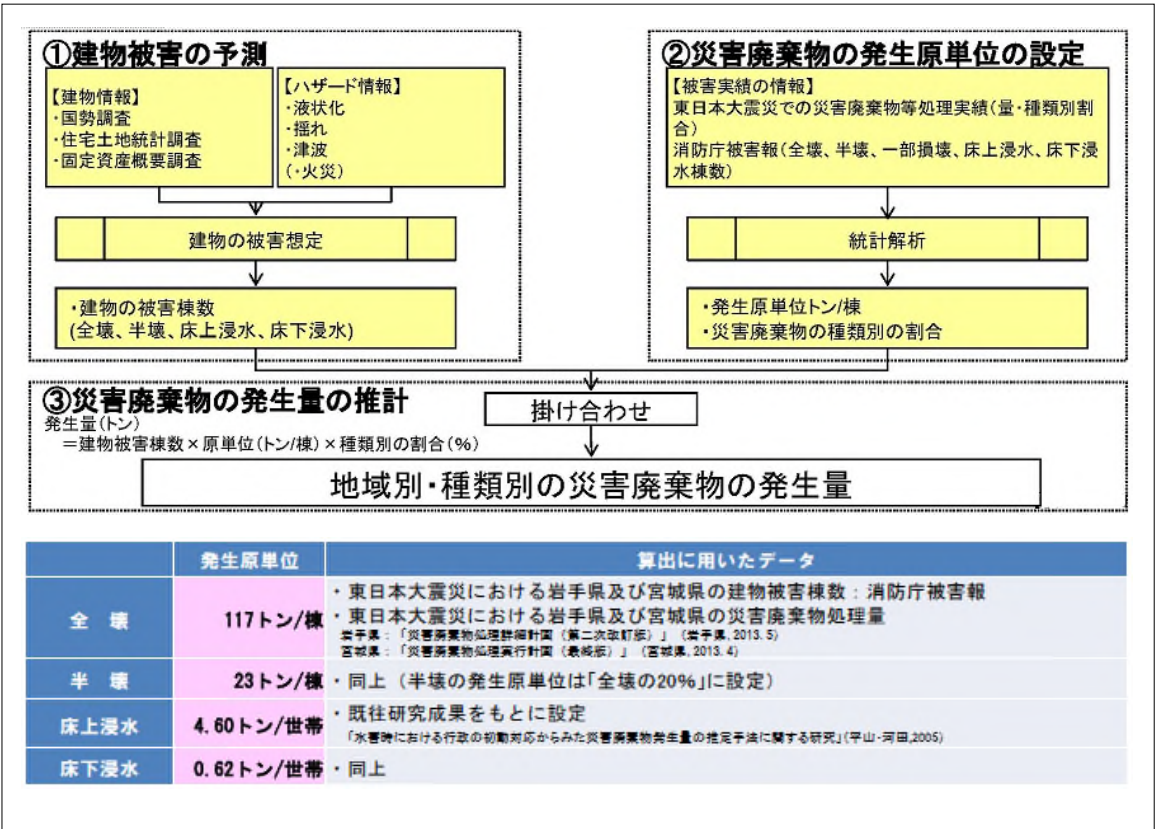 ①建物被害の予測
【建物情報】
・国勢調査
・住宅土地統計調査
・固定資産概要調査
【ハザード情報】
・液状化
・揺れ
・津波
(・火災)
建物の被害想定
・建物の被害棟数
(全壊、半壊、床上浸水、床下浸水)
②災害廃棄物の発生原単位の設定
【被害実績の情報】
東日本大震災での災害廃棄物等処理実績(量・種類別割
合)
消防庁被害報(全壊、半壊、一部損壊、床上浸水、床下浸
水棟数)
統計解析
・発生原単位トン/棟
・災害廃棄物の種類別の割合
③災害廃棄物の発生量の推計
発生量(トン)
＝建物被害棟数×原単位(トン/棟)×種類別の割合(%)
掛け合わせ
地域別・種類別の災害廃棄物の発生量
発生原単位 算出に用いたデータ
全 壊 117トン/棟
・東日本大震災における岩手県及び宮城県の建物被害棟数：消防庁被害報
・東日本大震災における岩手県及び宮城県の災害廃棄物処理量
岩手県：「災害廃棄物処理詳細計画（第二次改訂版）」（岩手県, 2013. 5）
宮城県：「災害廃棄物処理実行計画（最終版）」（宮城県, 2013. 4）
半 壊 23トン/棟 ・同上（半壊の発生原単位は「全壊の20%」に設定）
床上浸水 4.60トン/世帯
・既往研究成果をもとに設定
「水害時における行政の初動対応からみた災害廃棄物発生量の推定手法に関する研究」(平山・河田,2005)
床下浸水 0.62トン/世帯 ・同上